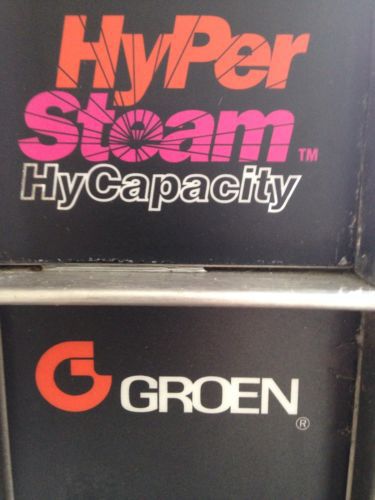 HyPer
Steam™
HyCapacity
G GROEN®